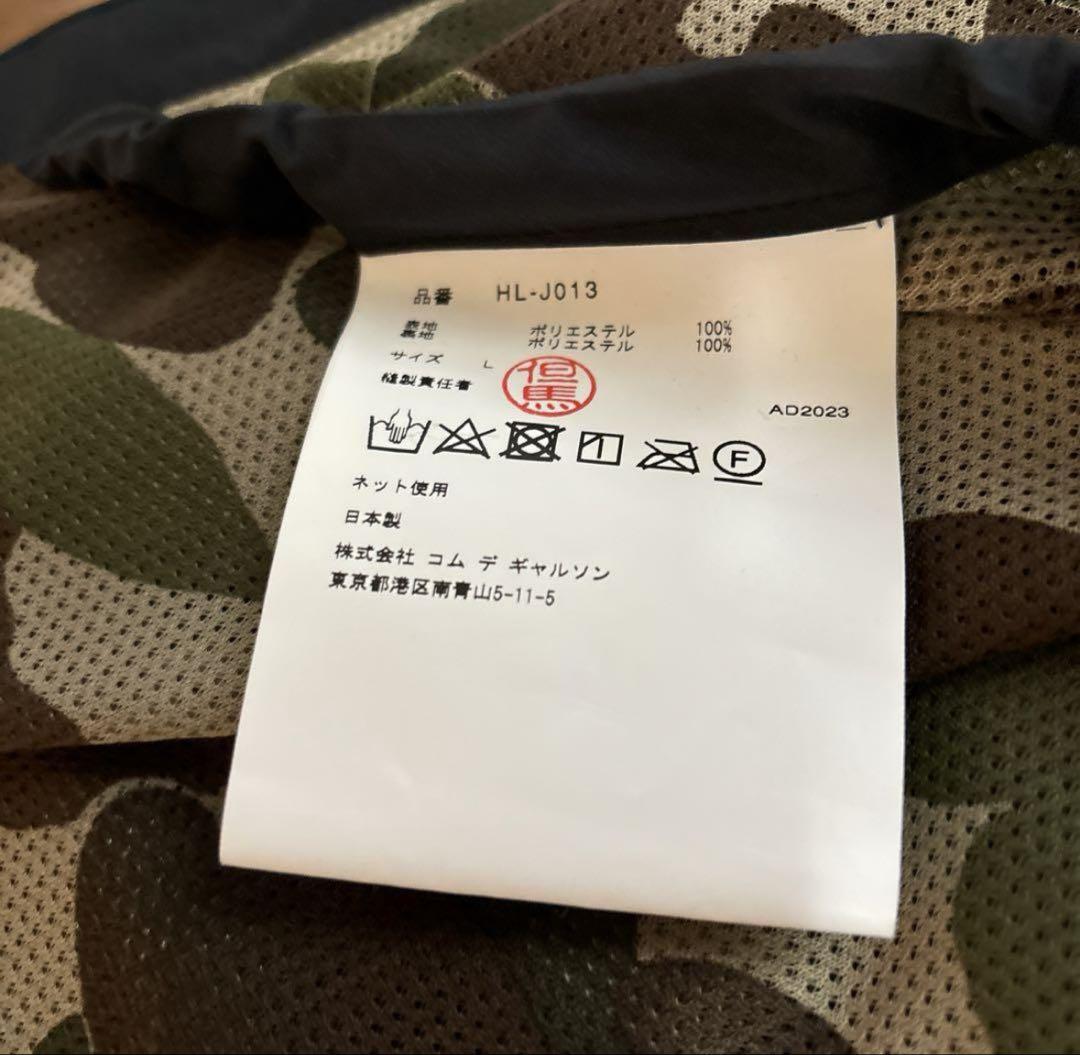 品番 HL-J013
表地 ポリエステル 100%
裏地 ポリエステル 100%
サイズ L
縫製責任者 但馬
AD2023
1 F
ネット使用
日本製
株式会社 コム デ ギャルソン
東京都港区南青山5-11-5